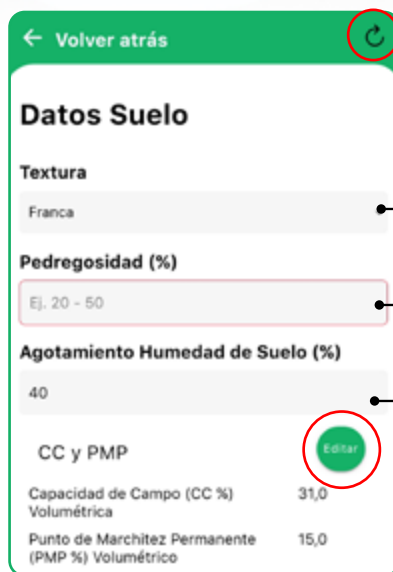 Volver atrás
Datos Suelo
Textura
Franca
Pedregosidad (%)
Ej. 20 - 50
Agotamiento Humedad de Suelo (%)
40
CC y PMP
Editar
Capacidad de Campo (CC %) 31,0
Volumétrica
Punto de Marchitez Permanente 15,0
(PMP %) Volumétrico